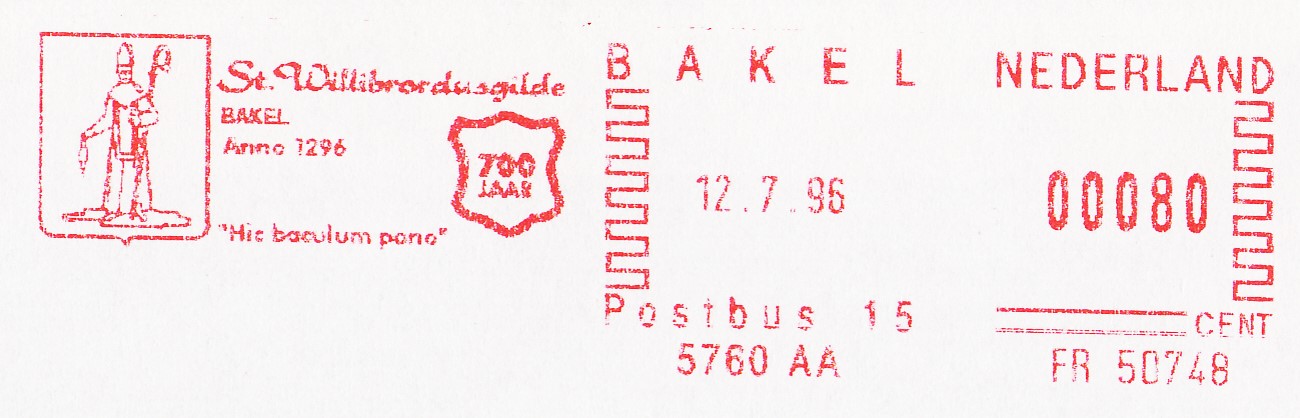 St. Willibrordusgilde
BAKEL
Anno 1296
700
JAAR
"Hic baculum pono"
BAKEL
NEDERLAND
12.7.96
00080
Postbus 15
CENT
5760 AA
FR 50748